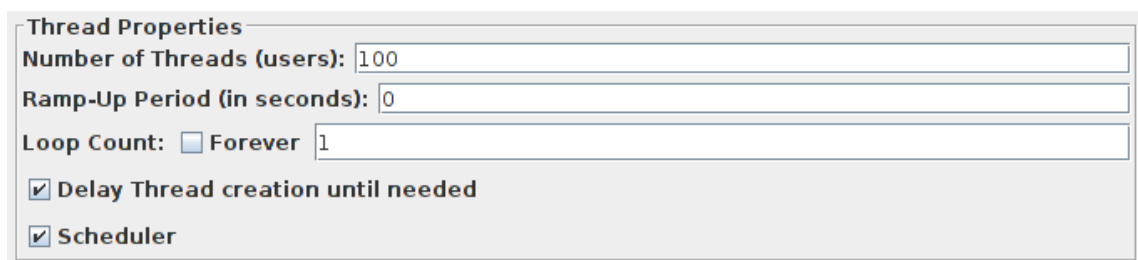 Thread Properties
Number of Threads (users): 100
Ramp-Up Period (in seconds): 0
Loop Count: Forever 1
Delay Thread creation until needed
Scheduler